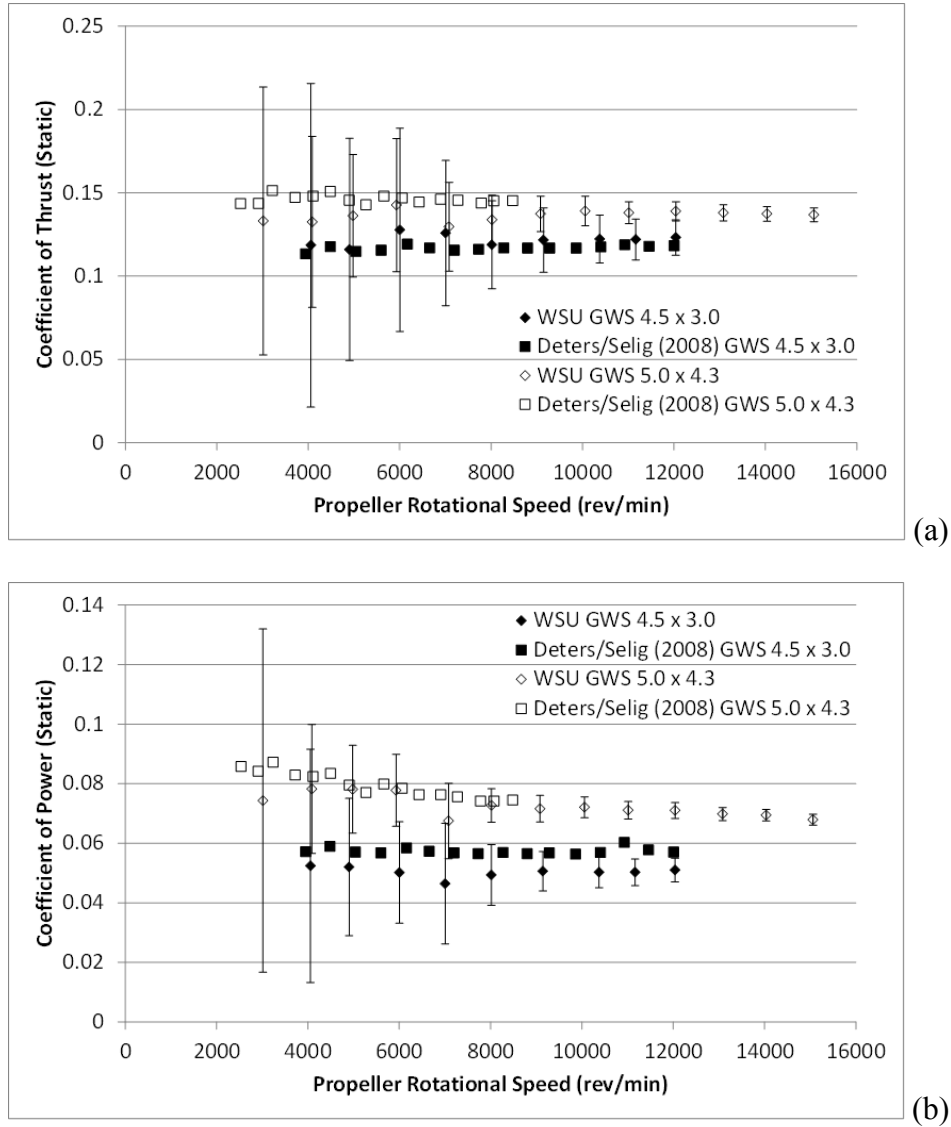 0.25
0.2
0.15
0.1
0.05
0
Coefficient of Thrust (Static)
WSU GWS 4.5 x 3.0
Deters/Selig (2008) GWS 4.5 x 3.0
WSU GWS 5.0 x 4.3
Deters/Selig (2008) GWS 5.0 x 4.3
0 2000 4000 6000 8000 10000 12000 14000 16000
Propeller Rotational Speed (rev/min)
(a)
0.14
0.12
0.1
0.08
0.06
0.04
0.02
0
Coefficient of Power (Static)
WSU GWS 4.5 x 3.0
Deters/Selig (2008) GWS 4.5 x 3.0
WSU GWS 5.0 x 4.3
Deters/Selig (2008) GWS 5.0 x 4.3
0 2000 4000 6000 8000 10000 12000 14000 16000
Propeller Rotational Speed (rev/min)
(b)